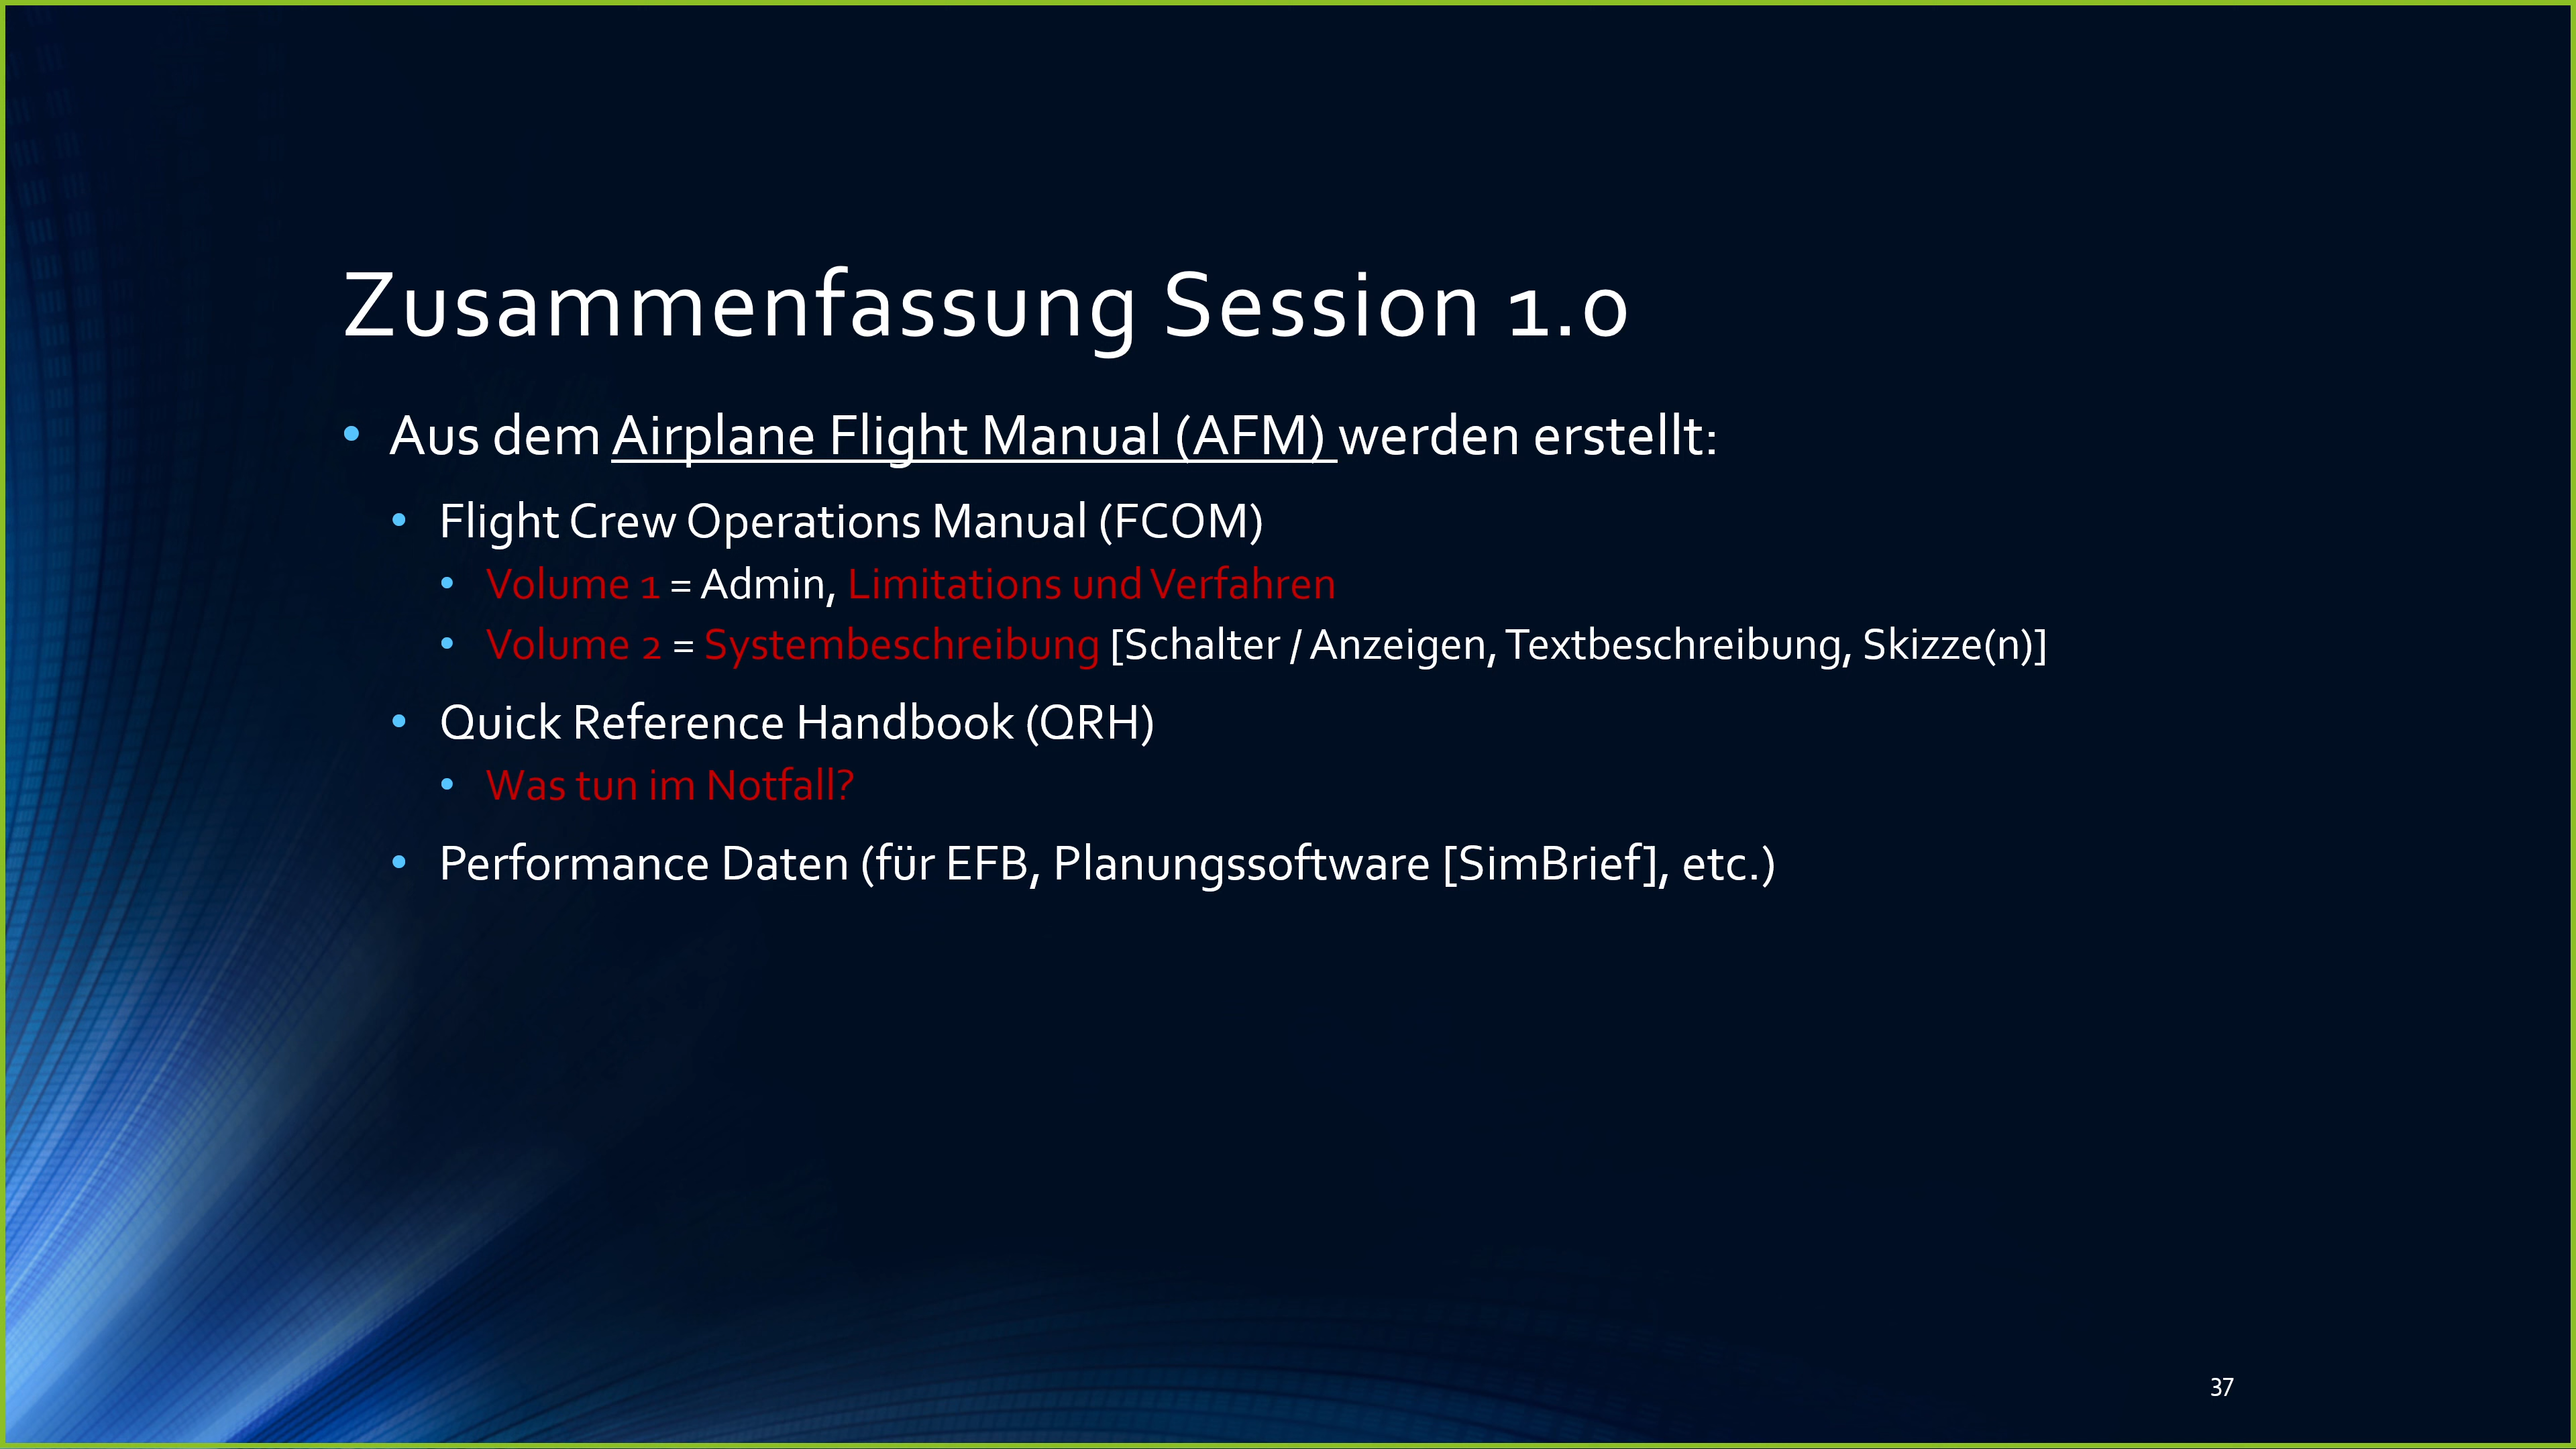 Zusammenfassung Session 1.0
• Aus dem Airplane Flight Manual (AFM) werden erstellt:
• Flight Crew Operations Manual (FCOM)
• Volume 1 = Admin, Limitations und Verfahren
• Volume 2 = Systembeschreibung [Schalter / Anzeigen, Textbeschreibung, Skizze(n)]
• Quick Reference Handbook (QRH)
• Was tun im Notfall?
• Performance Daten (für EFB, Planungssoftware [SimBrief], etc.)
37